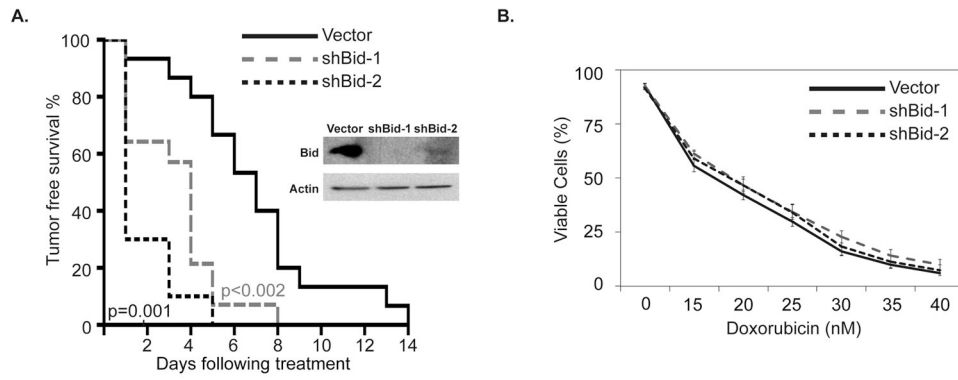 A.
Vector
shBid-1
shBid-2
100
80
60
40
20
0
Tumor free survival %
Vector shBid-1 shBid-2
Bid
Actin
p<0.002
p=0.001
2 4 6 8 10 12 14
Days following treatment
B.
Vector
shBid-1
shBid-2
100
75
50
25
0
Viable Cells (%)
0 15 20 25 30 35 40
Doxorubicin (nM)